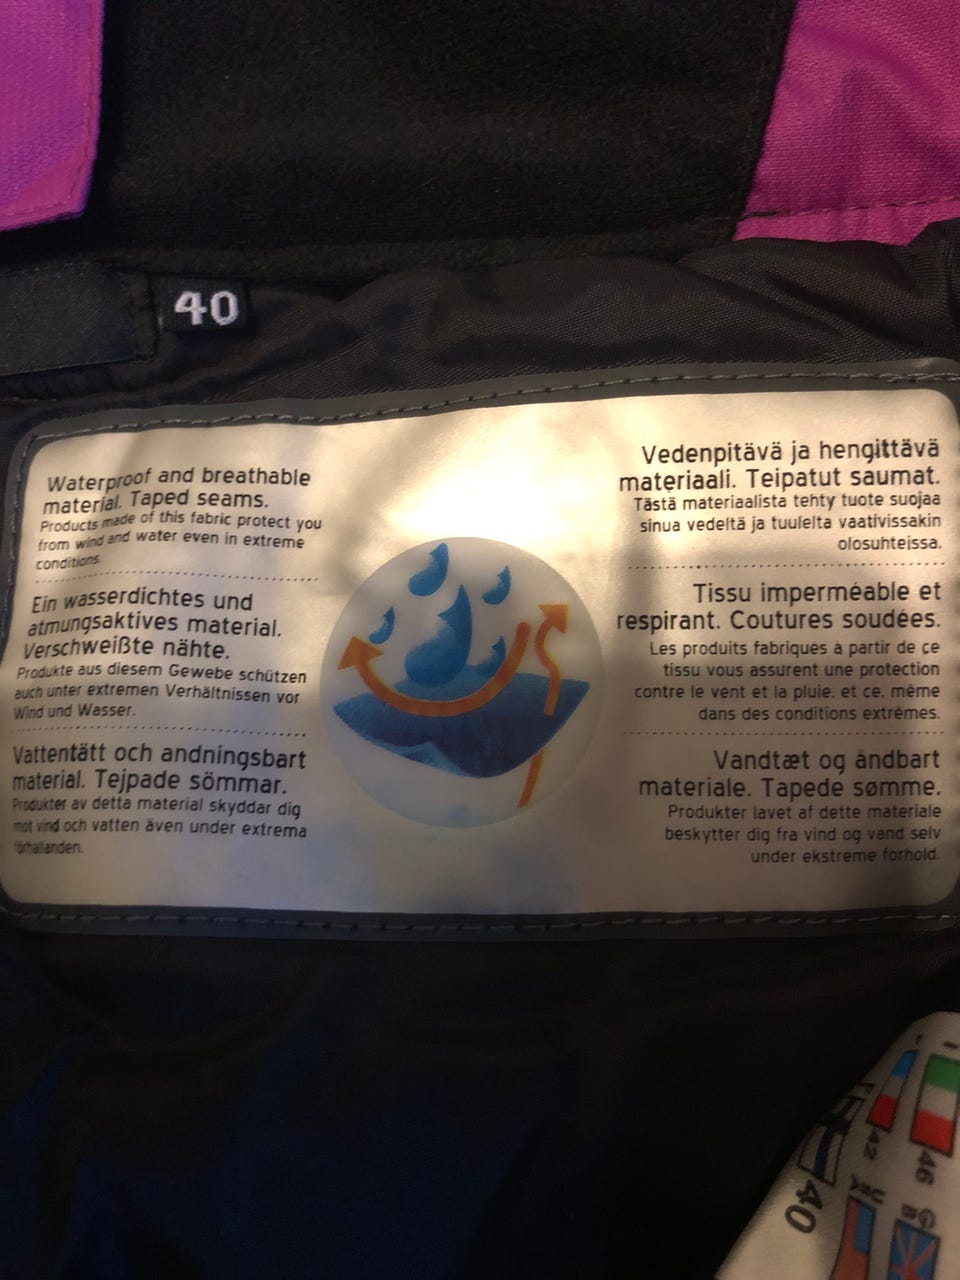 40
Waterproof and breathable
material. Taped seams.
Products made of this fabric protect you
from wind and water even in extreme
conditions.
Ein wasserdichtes und
atmungsaktives material.
Verschweißte nähte.
Produkte aus diesem Gewebe schützen
auch unter extremen Verhältnissen vor
Wind und Wasser.
Vattentätt och andningsbart
material. Tejpade sömmar.
Produkter av detta material skyddar dig
mot vind och vatten även under extrema
förhållanden.
Vedenpitävä ja hengittävä
materiaali. Teipatut saumat.
Tästä materiaalista tehty tuote suojaa
sinua vedeltä ja tuulelta vaativissakin
olosuhteissa.
Tissu imperméable et
respirant. Coutures soudées.
Les produits fabriqués à partir de ce
tissu vous assurent une protection
contre le vent et la pluie, et ce, même
dans des conditions extrêmes.
Vandtæt og åndbart
materiale. Tapede sømme.
Produkter lavet af dette materiale
beskytter dig fra vind og vand selv
under ekstreme forhold.
I
46
GB
42
USA
40